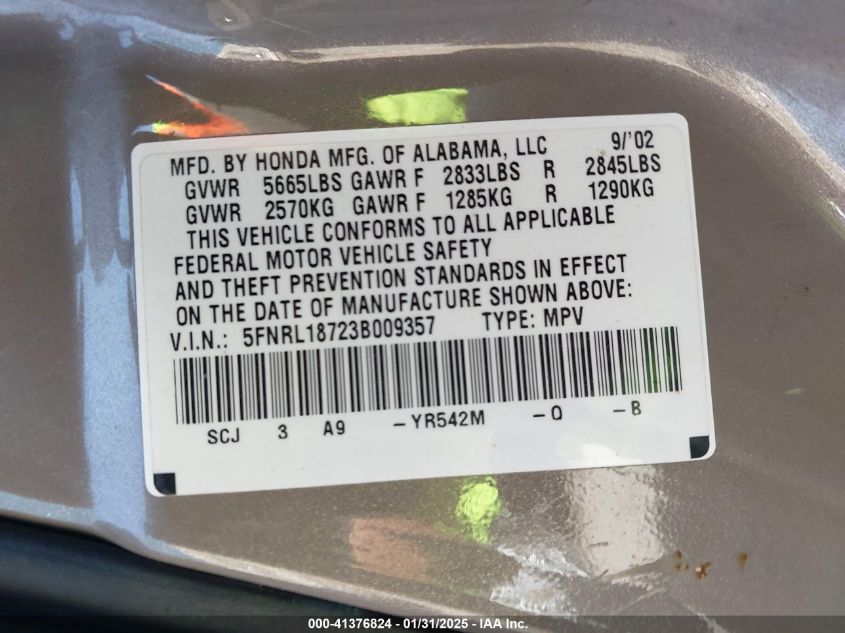 MFD. BY HONDA MFG. OF ALABAMA, LLC 9/'02
GVWR 5665LBS GAWR F 2833LBS R 2845LBS
GVWR 2570KG GAWR F 1285KG R 1290KG
THIS VEHICLE CONFORMS TO ALL APPLICABLE
FEDERAL MOTOR VEHICLE SAFETY
AND THEFT PREVENTION STANDARDS IN EFFECT
ON THE DATE OF MANUFACTURE SHOWN ABOVE:
V.I.N.: 5FNRL18723B009357 TYPE: MPV
SCJ 3 A9 -YR542M -O -B
000-41376824 - 01/31/2025 - IAA Inc.